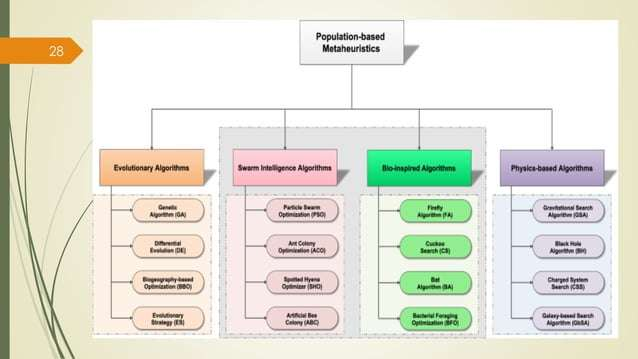 28
Population-based
Metaheuristics
Evolutionary Algorithms
Swarm Intelligence Algorithms
Bio-inspired Algorithms
Physics-based Algorithms
Genetic
Algorithm (GA)
Differential
Evolution (DE)
Biogeography-based
Optimization (BBO)
Evolutionary
Strategy (ES)
Particle Swarm
Optimization (PSO)
Ant Colony
Optimization (ACO)
Spotted Hyena
Optimizer (SHO)
Artificial Bee
Colony (ABC)
Firefly
Algorithm (FA)
Cuckoo
Search (CS)
Bat
Algorithm (BA)
Bacterial Foraging
Optimization (BFO)
Gravitational Search
Algorithm (GSA)
Black Hole
Algorithm (BH)
Charged System
Search (CSS)
Galaxy-based Search
Algorithm (GbSA)